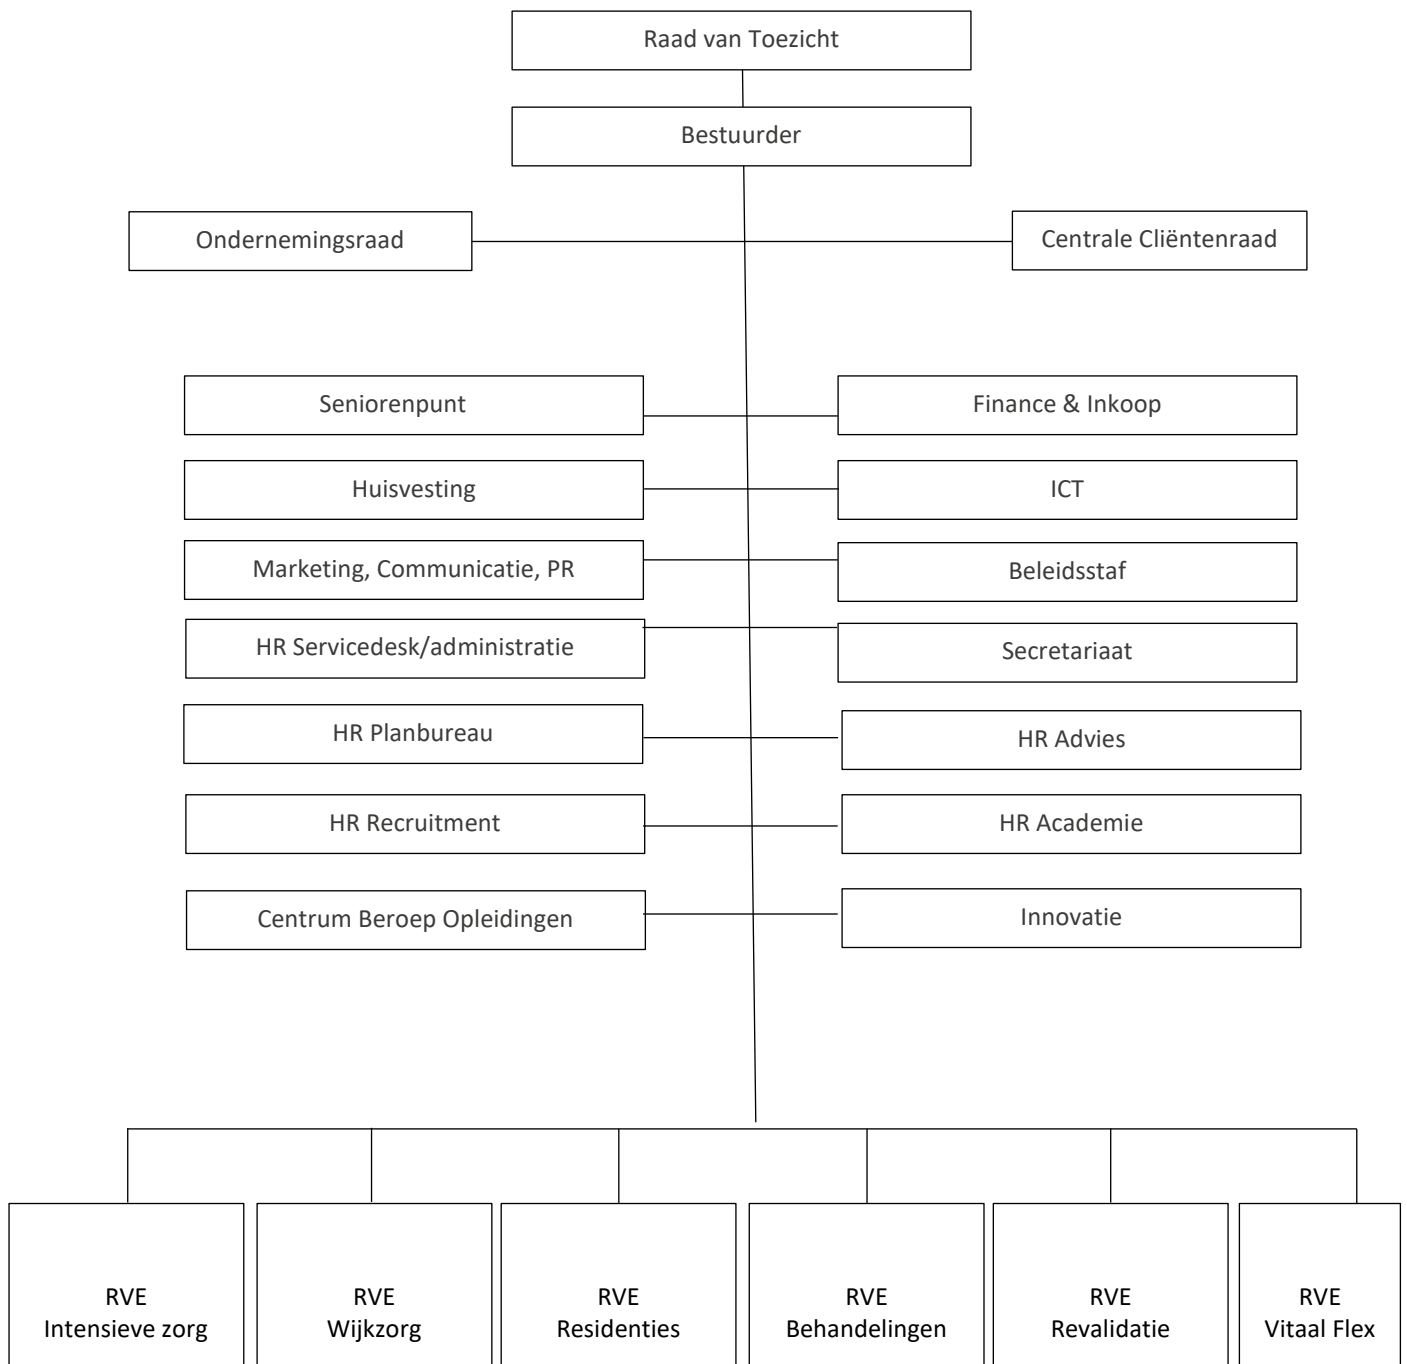 Raad van Toezicht
Bestuurder
Ondernemingsraad
Centrale Cliëntenraad
Seniorenpunt
Finance & Inkoop
Huisvesting
ICT
Marketing, Communicatie, PR
Beleidsstaf
HR Servicedesk/administratie
Secretariaat
HR Planbureau
HR Advies
HR Recruitment
HR Academie
Centrum Beroep Opleidingen
Innovatie
RVE
Intensieve zorg
RVE
Wijkzorg
RVE
Residenties
RVE
Behandelingen
RVE
Revalidatie
RVE
Vitaal Flex